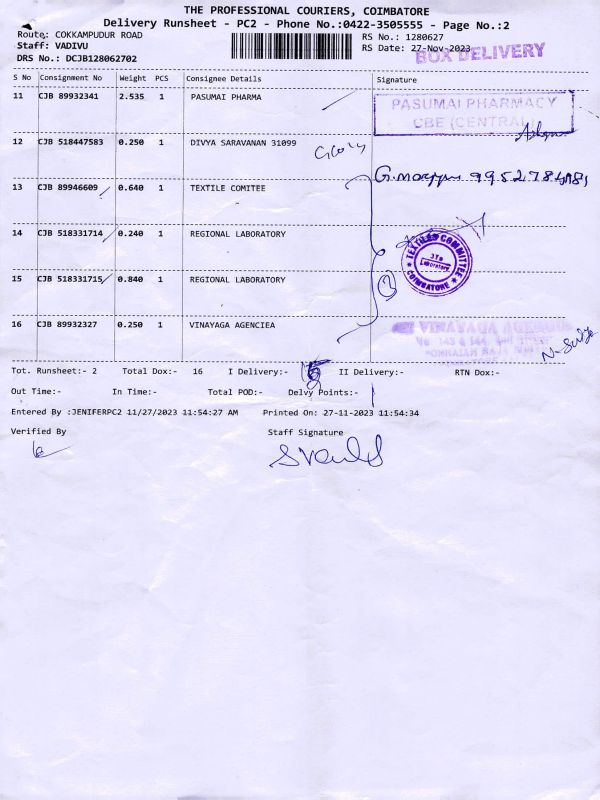 THE PROFESSIONAL COURIERS, COIMBATORE
Delivery Runsheet - PC2 - Phone No.:0422-3505555 - Page No.:2
Route: COKKAMPUDUR ROAD RS No.: 1280627
Staff: VADIVU RS Date: 27-Nov-2023
BOX DELIVERY
DRS No.: DCJB128062702
S No Consignment No Weight PCS Consignee Details Signature
11 CJB 89932341 2.535 1 PASUMAI PHARMA
PASUMAI PHARMACY
CBE (CENTRAL)
12 CJB 518447583 0.250 1 DIVYA SARAVANAN 31099
13 CJB 89946609 0.640 1 TEXTILE COMITEE
14 CJB 518331714 0.240 1 REGIONAL LABORATORY
TEXTILES COMMITTEE
Laboratory
COIMBATORE
15 CJB 518331715 0.840 1 REGIONAL LABORATORY
16 CJB 89932327 0.250 1 VINAYAGA AGENCIEA
VINAYAGA
Tot. Runsheet:- 2 Total Dox:- 16 I Delivery:- II Delivery:- RTN Dox:-
Out Time:- In Time:- Total POD:- Delvy Points:-
Entered By :JENIFERPC2 11/27/2023 11:54:27 AM Printed On: 27-11-2023 11:54:34
Verified By Staff Signature